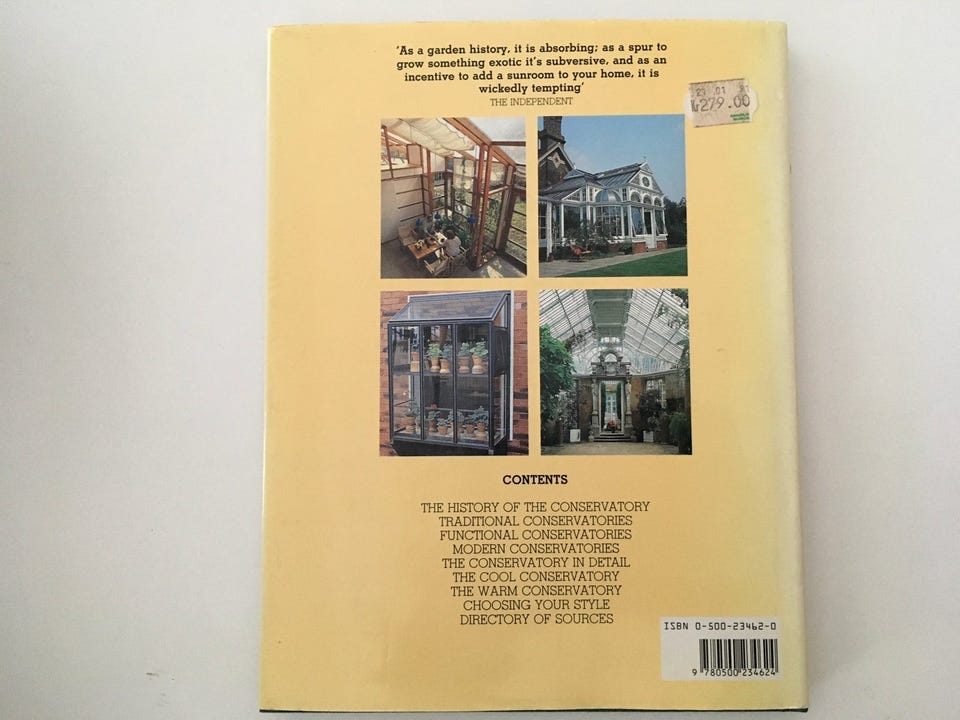 ‘As a garden history, it is absorbing; as a spur to
grow something exotic it's subversive, and as an
incentive to add a sunroom to your home, it is
wickedly tempting’
THE INDEPENDENT
23 .01 91
279.00
CONTENTS
THE HISTORY OF THE CONSERVATORY
TRADITIONAL CONSERVATORIES
FUNCTIONAL CONSERVATORIES
MODERN CONSERVATORIES
THE CONSERVATORY IN DETAIL
THE COOL CONSERVATORY
THE WARM CONSERVATORY
CHOOSING YOUR STYLE
DIRECTORY OF SOURCES
ISBN 0-500-23462-0
9 780500 234624